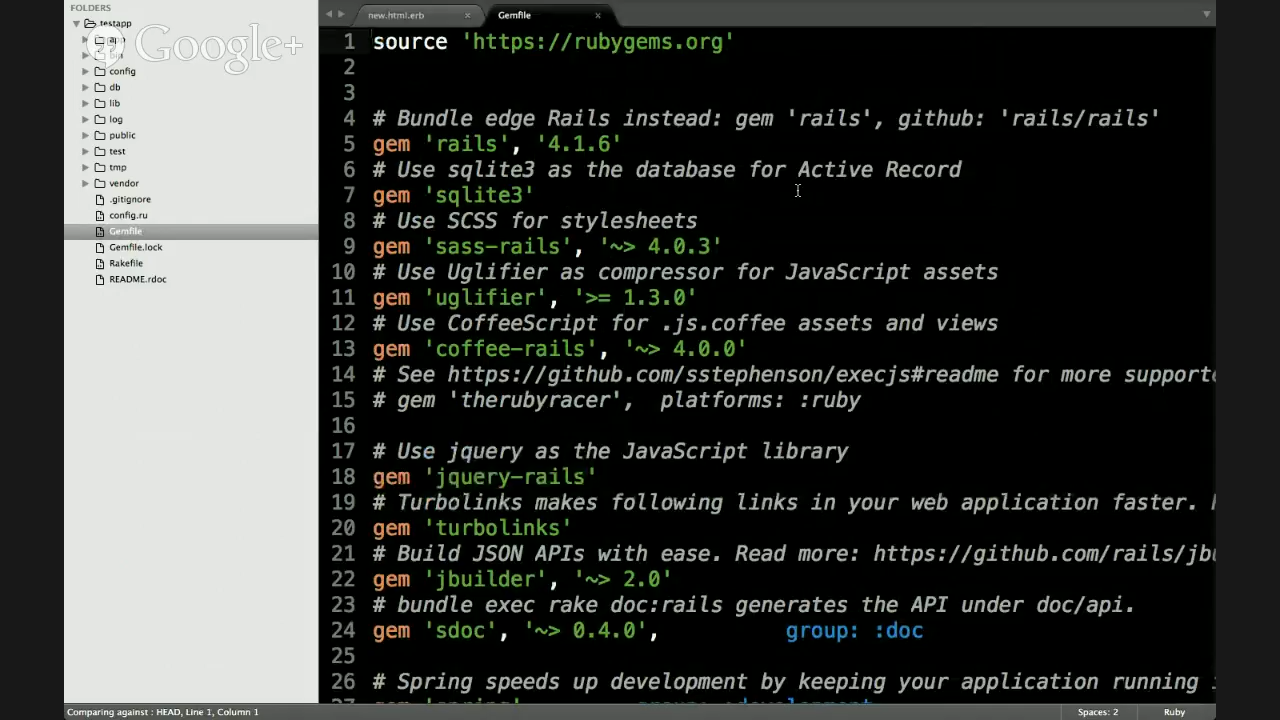 FOLDERS
testapp
app
bin
config
db
lib
log
public
test
tmp
vendor
.gitignore
config.ru
Gemfile
Gemfile.lock
Rakefile
README.rdoc
Google+
new.html.erb
Gemfile
1 source 'https://rubygems.org'
2
3
4 # Bundle edge Rails instead: gem 'rails', github: 'rails/rails'
5 gem 'rails', '4.1.6'
6 # Use sqlite3 as the database for Active Record
7 gem 'sqlite3'
8 # Use SCSS for stylesheets
9 gem 'sass-rails', '~> 4.0.3'
10 # Use Uglifier as compressor for JavaScript assets
11 gem 'uglifier', '>= 1.3.0'
12 # Use CoffeeScript for .js.coffee assets and views
13 gem 'coffee-rails', '~> 4.0.0'
14 # See https://github.com/sstephenson/execjs#readme for more supporte
15 # gem 'therubyracer',  platforms: :ruby
16
17 # Use jquery as the JavaScript library
18 gem 'jquery-rails'
19 # Turbolinks makes following links in your web application faster.
20 gem 'turbolinks'
21 # Build JSON APIs with ease. Read more: https://github.com/rails/jbu
22 gem 'jbuilder', '~> 2.0'
23 # bundle exec rake doc:rails generates the API under doc/api.
24 gem 'sdoc', '~> 0.4.0',          group: :doc
25
26 # Spring speeds up development by keeping your application running
27 gem 'spring',        group: :development
Comparing against : HEAD, Line 1, Column 1
Spaces: 2
Ruby